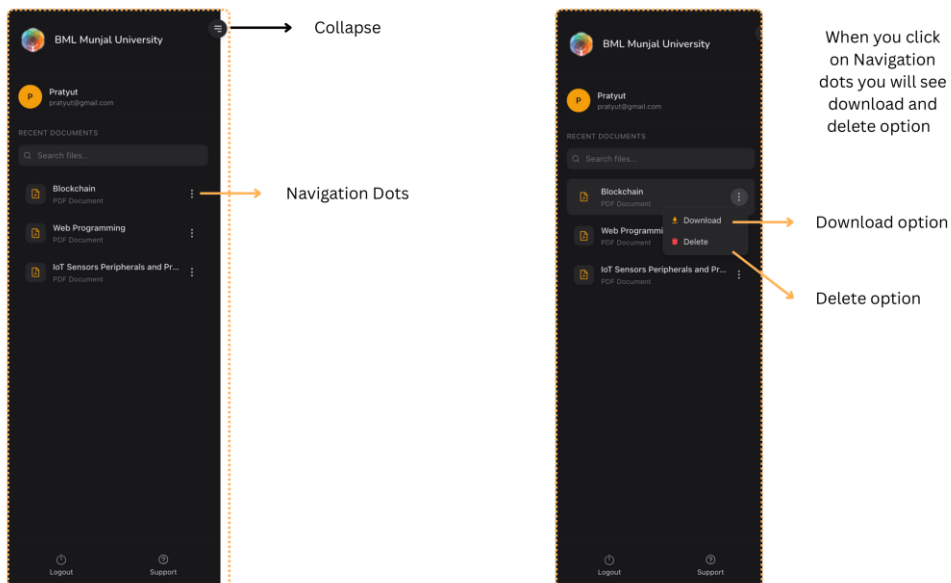 BML Munjal University
Collapse
P
Pratyut
pratyut@gmail.com
RECENT DOCUMENTS
Search files...
Blockchain
PDF Document
Navigation Dots
Web Programming
PDF Document
IoT Sensors Peripherals and Pr...
PDF Document
Logout
Support
BML Munjal University
P
Pratyut
pratyut@gmail.com
RECENT DOCUMENTS
Search files...
Blockchain
PDF Document
Download
Delete
Web Programmi
PDF Document
IoT Sensors Peripherals and Pr...
PDF Document
Logout
Support
When you click
on Navigation
dots you will see
download and
delete option
Download option
Delete option